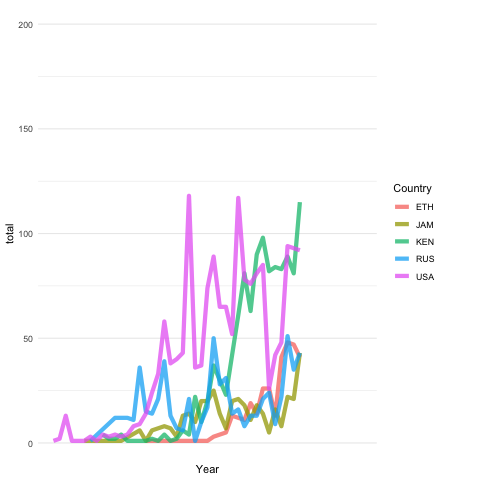 200
150
100
50
0
total
Year
Country
ETH
JAM
KEN
RUS
USA